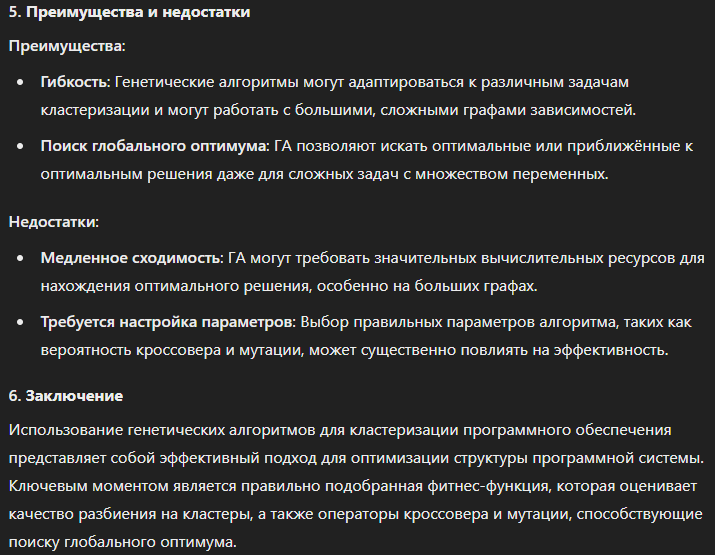 5. Преимущества и недостатки
Преимущества:
• Гибкость: Генетические алгоритмы могут адаптироваться к различным задачам
кластеризации и могут работать с большими, сложными графами зависимостей.
• Поиск глобального оптимума: ГА позволяют искать оптимальные или приближённые к
оптимальным решения даже для сложных задач с множеством переменных.
Недостатки:
• Медленное сходимость: ГА могут требовать значительных вычислительных ресурсов для
нахождения оптимального решения, особенно на больших графах.
• Требуется настройка параметров: Выбор правильных параметров алгоритма, таких как
вероятность кроссовера и мутации, может существенно повлиять на эффективность.
6. Заключение
Использование генетических алгоритмов для кластеризации программного обеспечения
представляет собой эффективный подход для оптимизации структуры программной системы.
Ключевым моментом является правильно подобранная фитнес-функция, которая оценивает
качество разбиения на кластеры, а также операторы кроссовера и мутации, способствующие
поиску глобального оптимума.